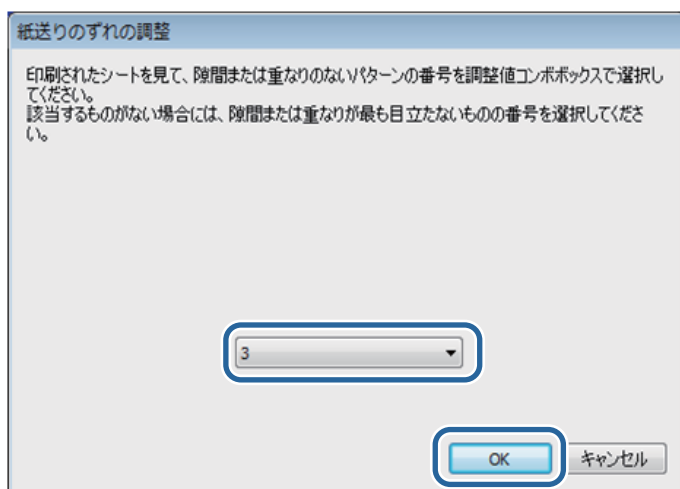 紙送りのずれの調整
印刷されたシートを見て、隙間または重なりのないパターンの番号を調整値コンボボックスで選択し
てください。
該当するものがない場合には、隙間または重なりが最も目立たないものの番号を選択してくださ
い。
3
OK
キャンセル